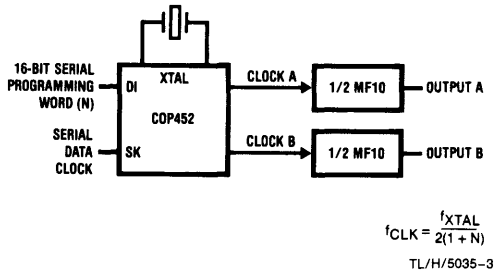 16-BIT SERIAL
PROGRAMMING
WORD (N)
DI
XTAL
COP452
SERIAL
DATA
CLOCK
SK
CLOCK A
1/2 MF10
OUTPUT A
CLOCK B
1/2 MF10
OUTPUT B
fCLK = fXTAL
2(1 + N)
TL/H/5035-3